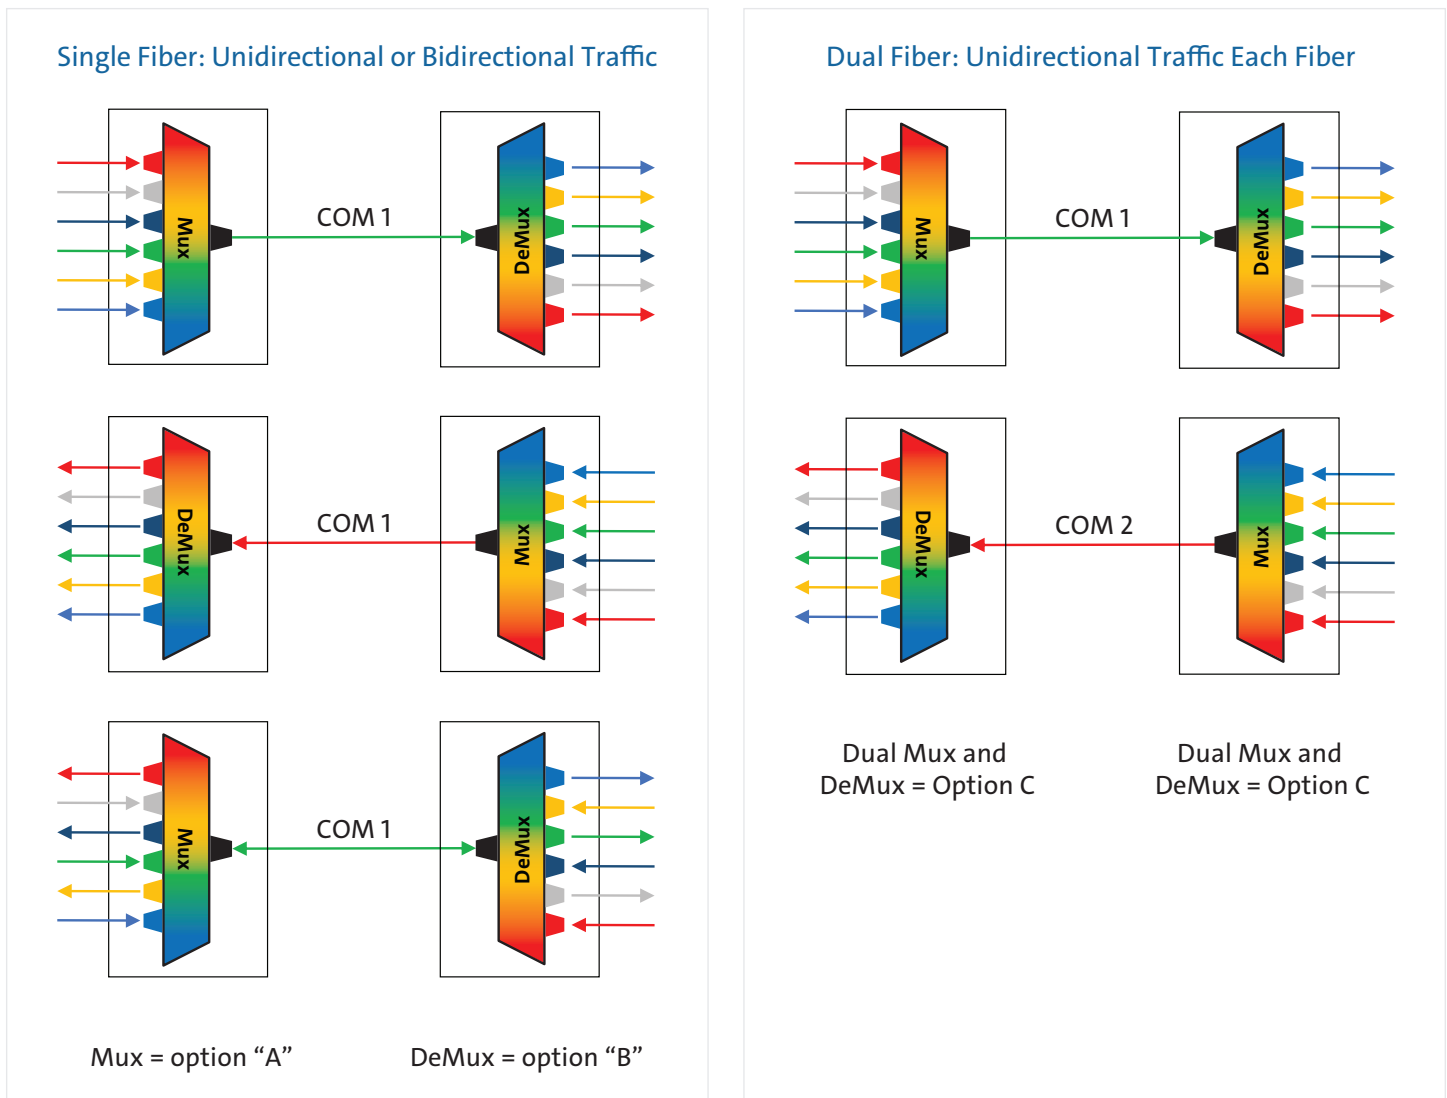 Single Fiber: Unidirectional or Bidirectional Traffic
Mux
COM 1
DeMux
DeMux
COM 1
Mux
Mux
COM 1
DeMux
Mux = option “A”
DeMux = option “B”
Dual Fiber: Unidirectional Traffic Each Fiber
Mux
COM 1
DeMux
DeMux
COM 2
Mux
Dual Mux and
DeMux = Option C
Dual Mux and
DeMux = Option C